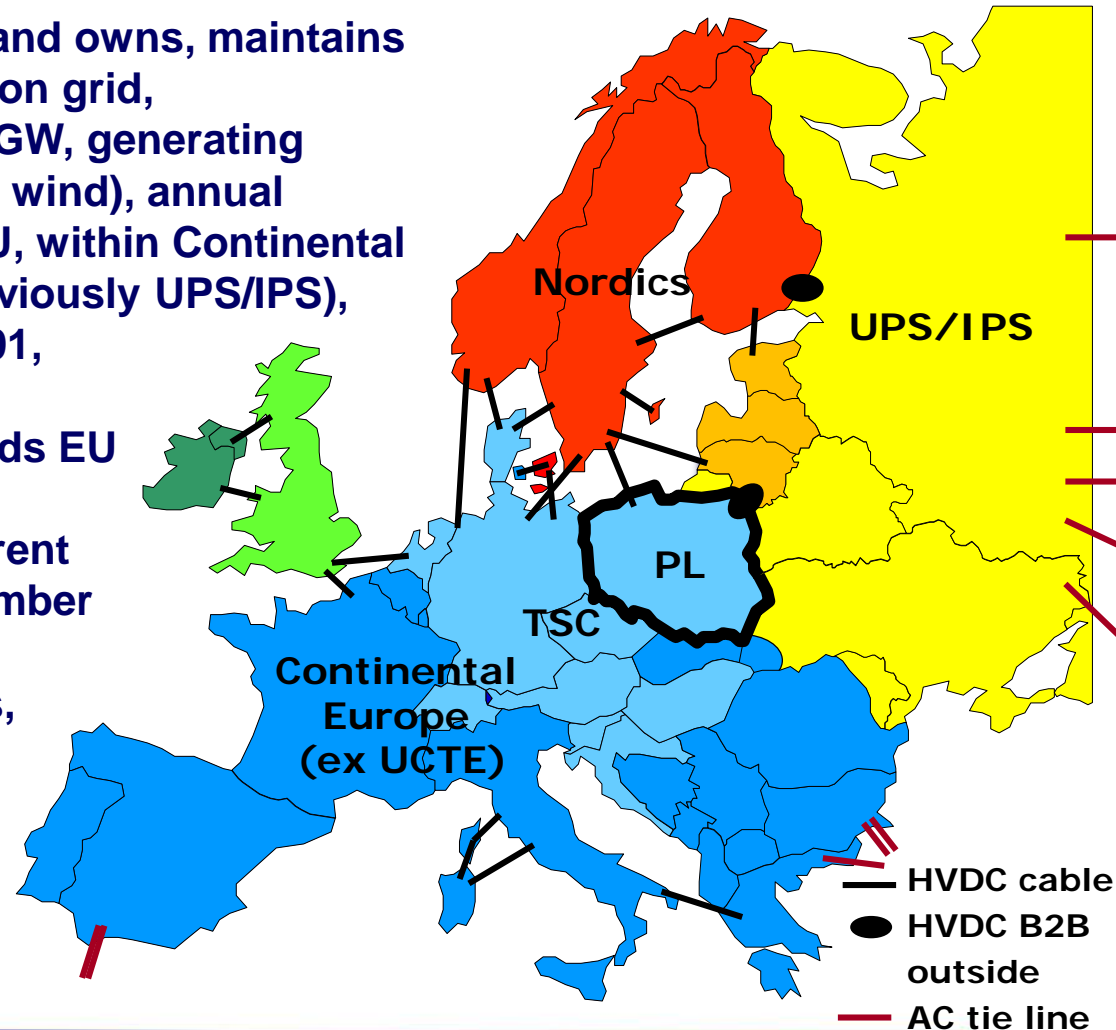 and owns, maintains
on grid,
GW, generating
wind), annual
U, within Continental
viously UPS/IPS),
01,
ds EU
rent
mber
s,
Nordics
UPS/IPS
PL
TSC
Continental
Europe
(ex UCTE)
HVDC cable
HVDC B2B
outside
AC tie line